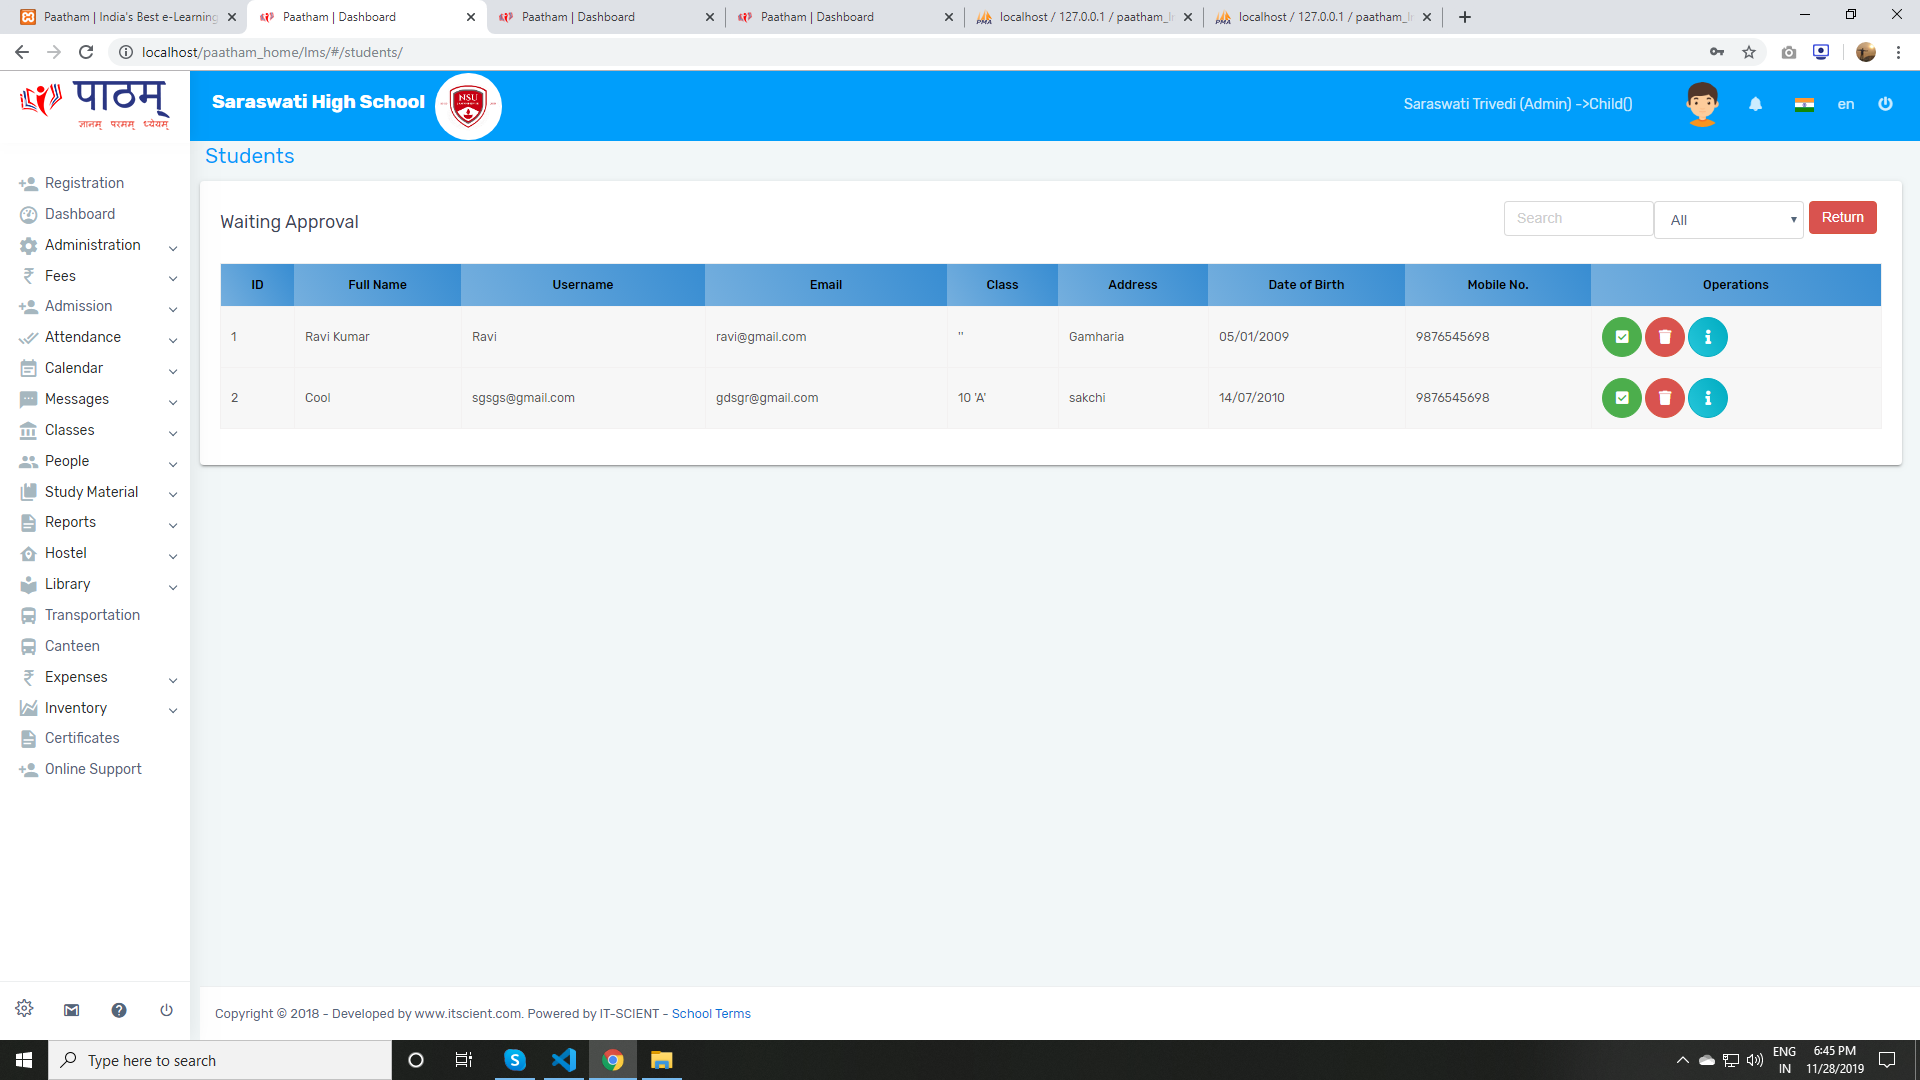 Paatham | India's Best e-Learning
Paatham | Dashboard
Paatham | Dashboard
Paatham | Dashboard
localhost / 127.0.0.1 / paatham_l
localhost / 127.0.0.1 / paatham_l
localhost/paatham_home/lms/#/students/
पाठम्
ज्ञानम् परमम् ध्येयम्
Saraswati High School
NSU
Saraswati Trivedi (Admin) ->Child()
en
Students
Registration
Dashboard
Administration
Fees
Admission
Attendance
Calendar
Messages
Classes
People
Study Material
Reports
Hostel
Library
Transportation
Canteen
Expenses
Inventory
Certificates
Online Support
Waiting Approval
Search
All
Return
ID Full Name Username Email Class Address Date of Birth Mobile No. Operations
1 Ravi Kumar Ravi ravi@gmail.com '' Gamharia 05/01/2009 9876545698
2 Cool sgsgs@gmail.com gdsgr@gmail.com 10 'A' sakchi 14/07/2010 9876545698
Copyright © 2018 - Developed by www.itscient.com. Powered by IT-SCIENT - School Terms
Type here to search
ENG
IN
6:45 PM
11/28/2019